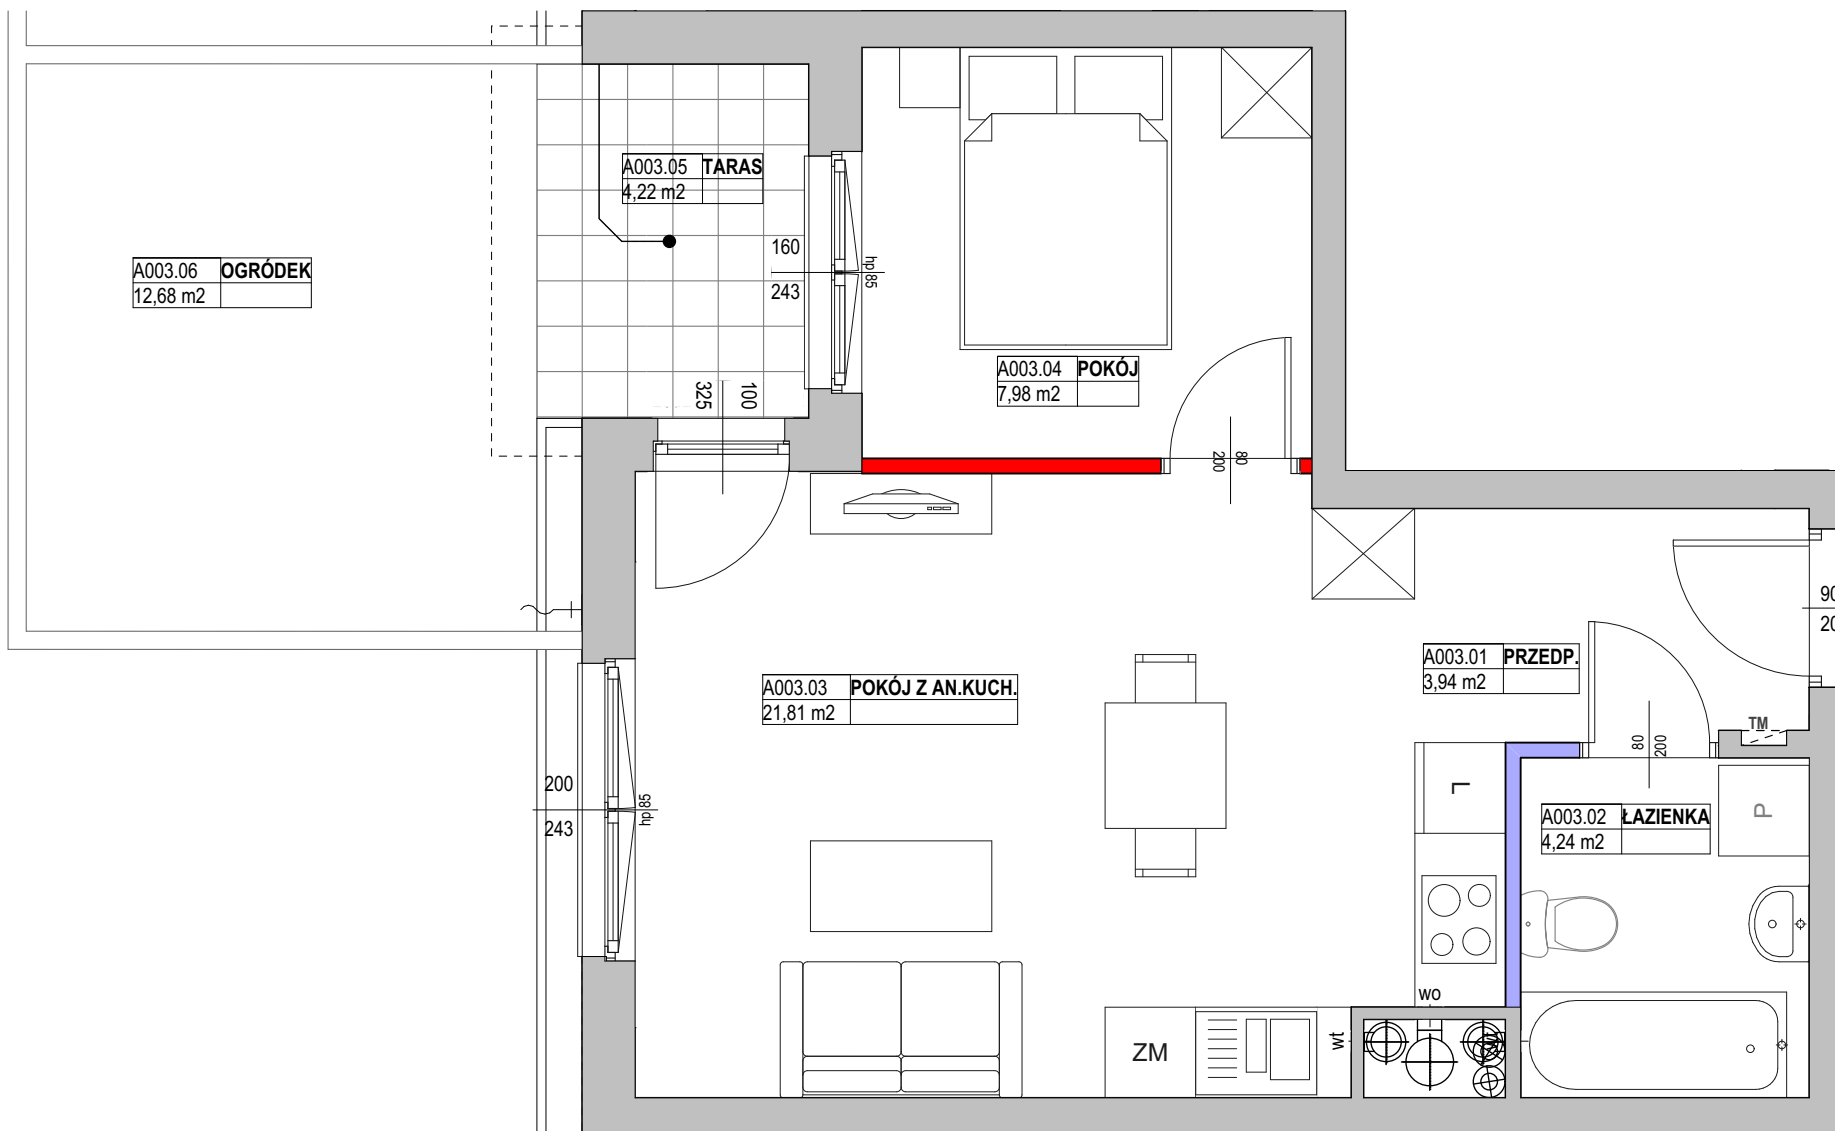 A003.05 TARAS
4,22 m2
160
243
hp 85
A003.06 OGRÓDEK
12,68 m2
325
100
A003.04 POKÓJ
7,98 m2
200
80
90
20
A003.01 PRZEDP.
3,94 m2
A003.03 POKÓJ Z AN.KUCH.
21,81 m2
TM
80
200
L
200
243
hp 85
A003.02 ŁAZIENKA
4,24 m2
P
wo
wt
ZM